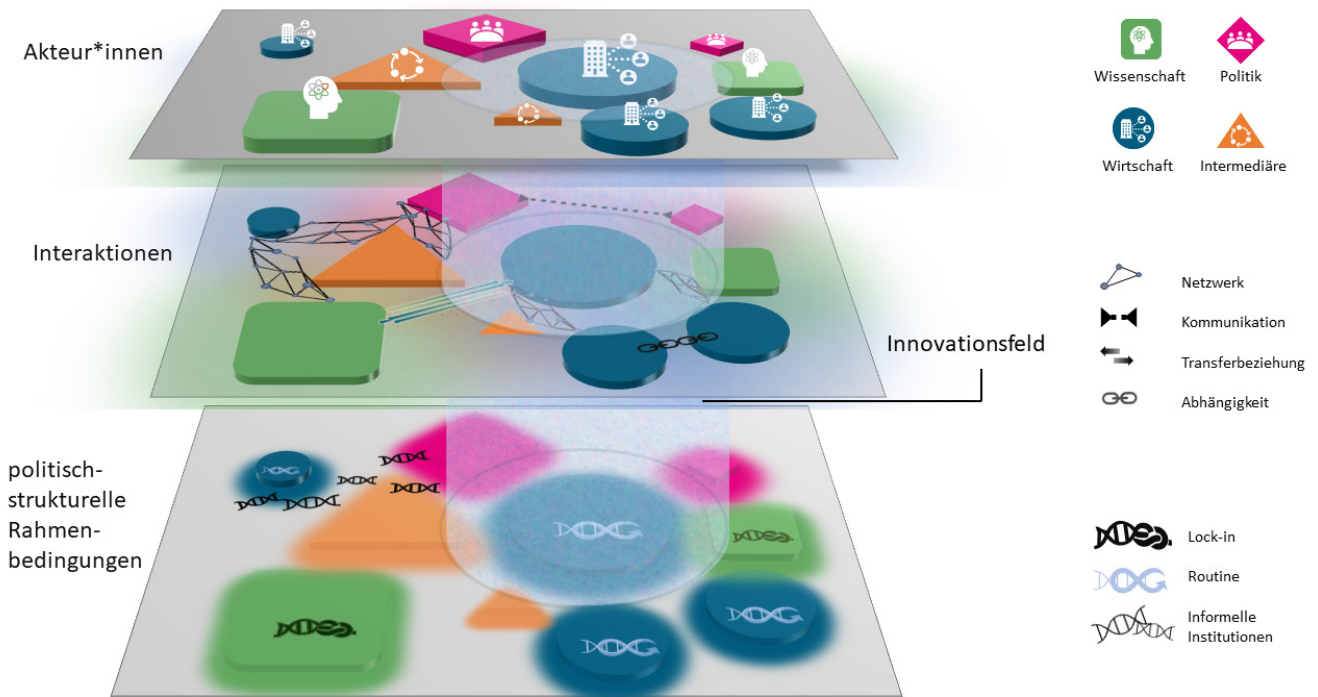 Akteur*innen
Wissenschaft
Politik
Wirtschaft
Intermediäre
Interaktionen
Netzwerk
Kommunikation
Transferbeziehung
Abhängigkeit
Innovationsfeld
politisch-
strukturelle
Rahmen-
bedingungen
Lock-in
Routine
Informelle
Institutionen